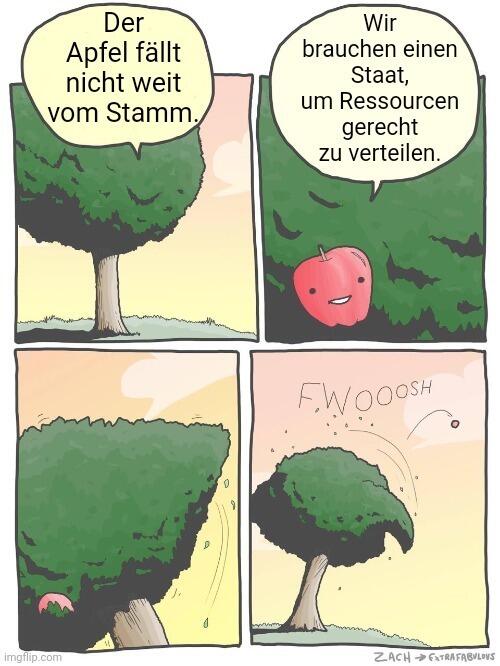 Der
Apfel fällt
nicht weit
vom Stamm.
Wir
brauchen einen
Staat,
um Ressourcen
gerecht
zu verteilen.
FWOOOSH
imgflip.com
ZACH → EXTRAFABULOUS